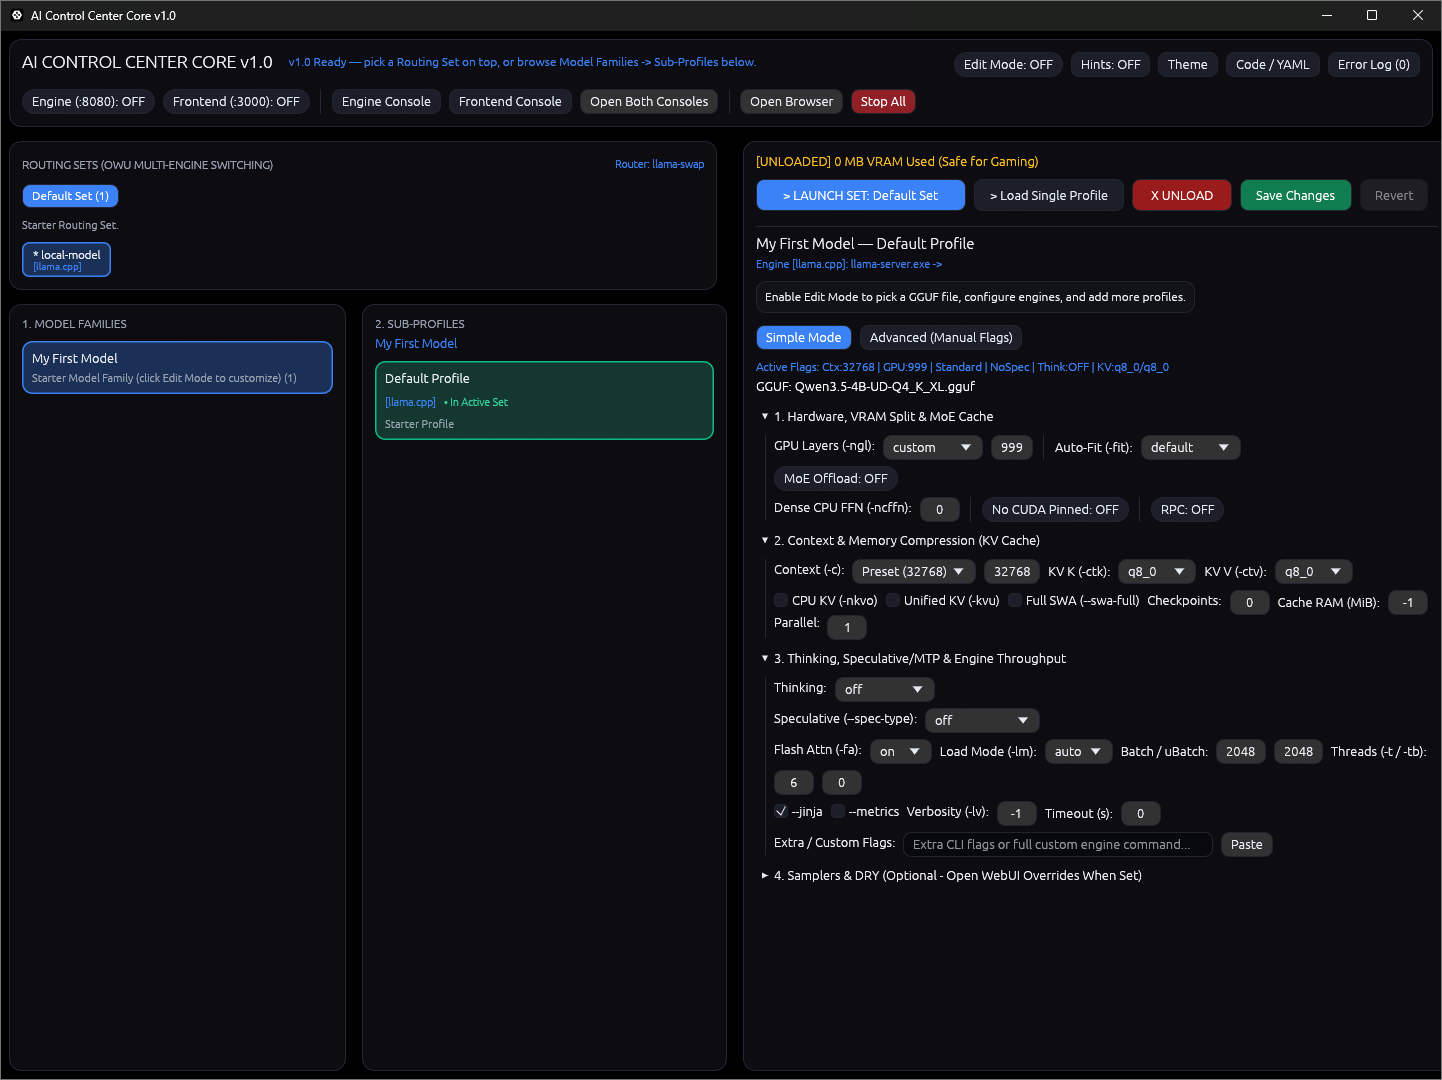 AI Control Center Core v1.0
AI CONTROL CENTER CORE v1.0
v1.0 Ready — pick a Routing Set on top, or browse Model Families -> Sub-Profiles below.
Edit Mode: OFF
Hints: OFF
Theme
Code / YAML
Error Log (0)
Engine (:8080): OFF
Frontend (:3000): OFF
Engine Console
Frontend Console
Open Both Consoles
Open Browser
Stop All
ROUTING SETS (OWU MULTI-ENGINE SWITCHING)
Router: llama-swap
Default Set (1)
Starter Routing Set.
* local-model
[llama.cpp]
1. MODEL FAMILIES
My First Model
Starter Model Family (click Edit Mode to customize) (1)
2. SUB-PROFILES
My First Model
Default Profile
[llama.cpp] • In Active Set
Starter Profile
[UNLOADED] 0 MB VRAM Used (Safe for Gaming)
> LAUNCH SET: Default Set
> Load Single Profile
X UNLOAD
Save Changes
Revert
My First Model — Default Profile
Engine [llama.cpp]: llama-server.exe ->
Enable Edit Mode to pick a GGUF file, configure engines, and add more profiles.
Simple Mode
Advanced (Manual Flags)
Active Flags: Ctx:32768 | GPU:999 | Standard | NoSpec | Think:OFF | KV:q8_0/q8_0
GGUF: Qwen3.5-4B-UD-Q4_K_XL.gguf
1. Hardware, VRAM Split & MoE Cache
GPU Layers (-ngl): custom 999 Auto-Fit (-fit): default
MoE Offload: OFF
Dense CPU FFN (-ncffn): 0 No CUDA Pinned: OFF RPC: OFF
2. Context & Memory Compression (KV Cache)
Context (-c): Preset (32768) 32768 KV K (-ctk): q8_0 KV V (-ctv): q8_0
CPU KV (-nkvo) Unified KV (-kvu) Full SWA (--swa-full) Checkpoints: 0 Cache RAM (MiB): -1
Parallel: 1
3. Thinking, Speculative/MTP & Engine Throughput
Thinking: off
Speculative (--spec-type): off
Flash Attn (-fa): on Load Mode (-lm): auto Batch / uBatch: 2048 2048 Threads (-t / -tb):
6 0
--jinja --metrics Verbosity (-lv): -1 Timeout (s): 0
Extra / Custom Flags: Extra CLI flags or full custom engine command... Paste
4. Samplers & DRY (Optional - Open WebUI Overrides When Set)